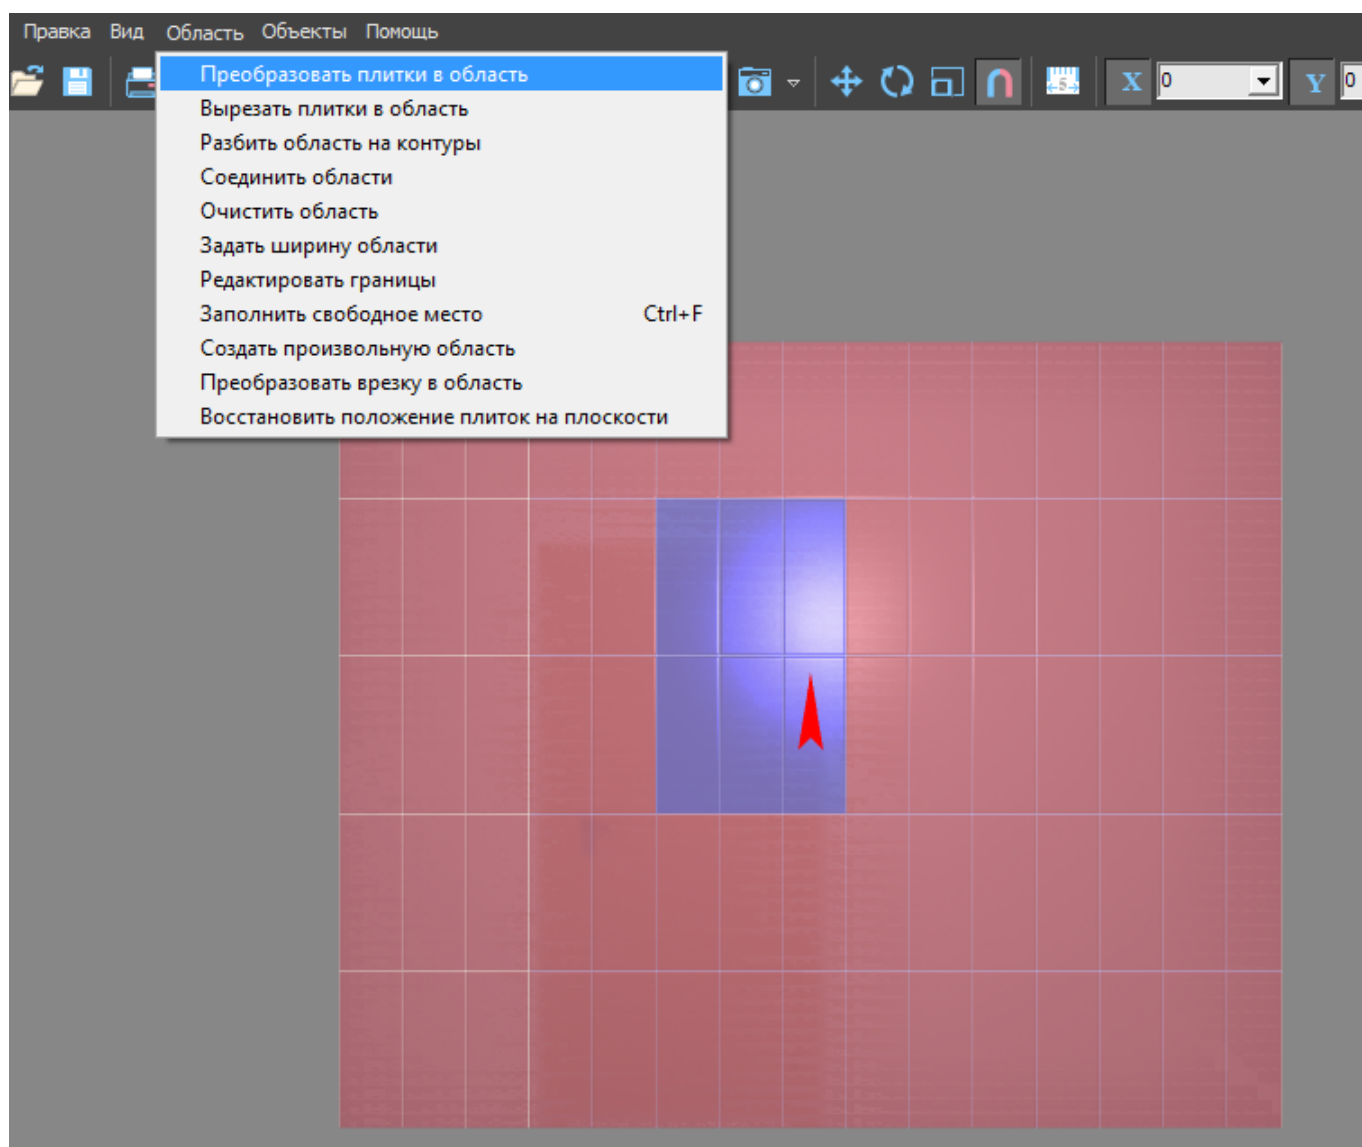 Правка Вид Область Объекты Помощь
5 X 0 Y 0
Преобразовать плитки в область
Вырезать плитки в область
Разбить область на контуры
Соединить области
Очистить область
Задать ширину области
Редактировать границы
Заполнить свободное место Ctrl+F
Создать произвольную область
Преобразовать врезку в область
Восстановить положение плиток на плоскости